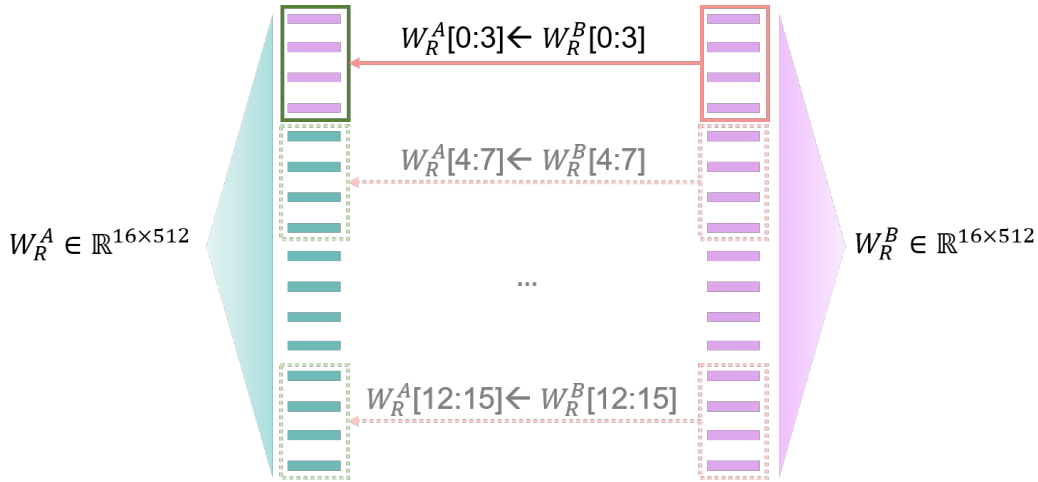 W_R^A[0:3]← W_R^B[0:3]
W_R^A[4:7]← W_R^B[4:7]
W_R^A ∈ ℝ^{16×512}
W_R^B ∈ ℝ^{16×512}
...
W_R^A[12:15]← W_R^B[12:15]